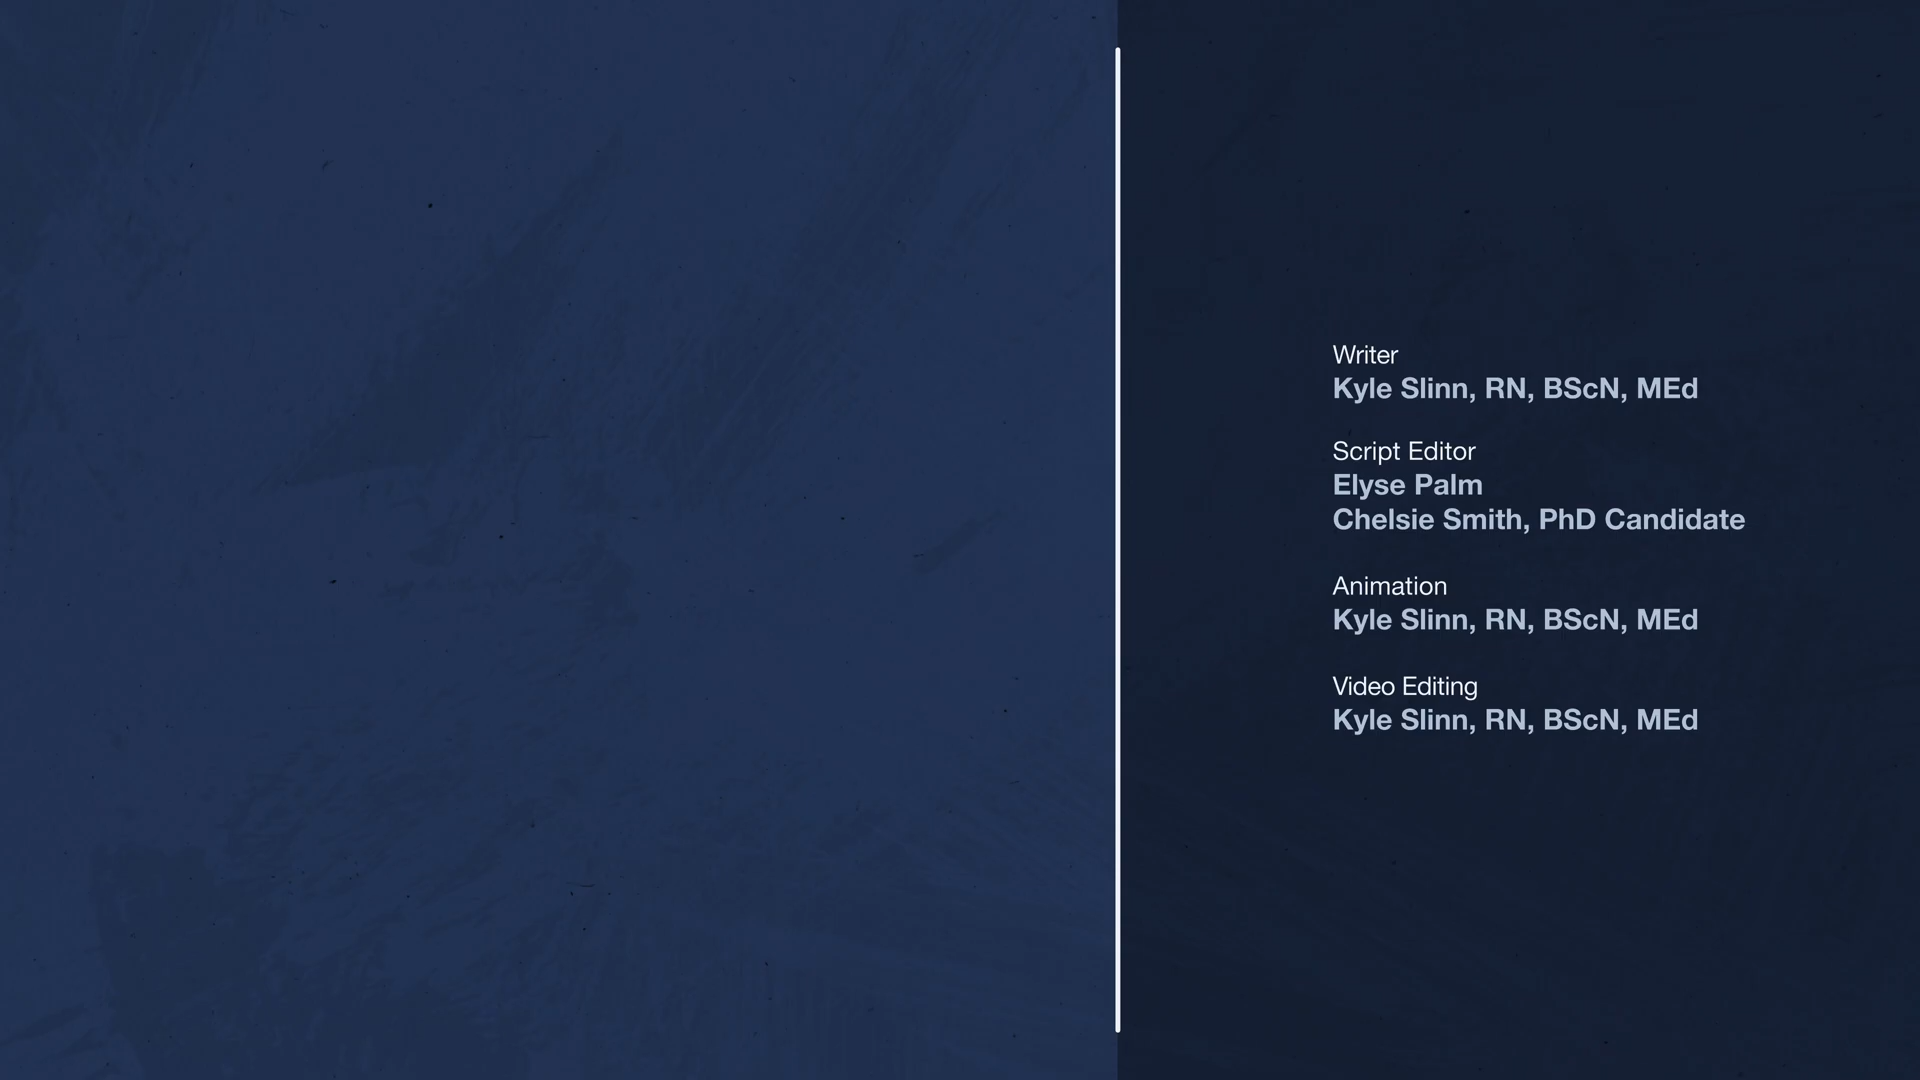 Writer
Kyle Slinn, RN, BScN, MEd
Script Editor
Elyse Palm
Chelsie Smith, PhD Candidate
Animation
Kyle Slinn, RN, BScN, MEd
Video Editing
Kyle Slinn, RN, BScN, MEd